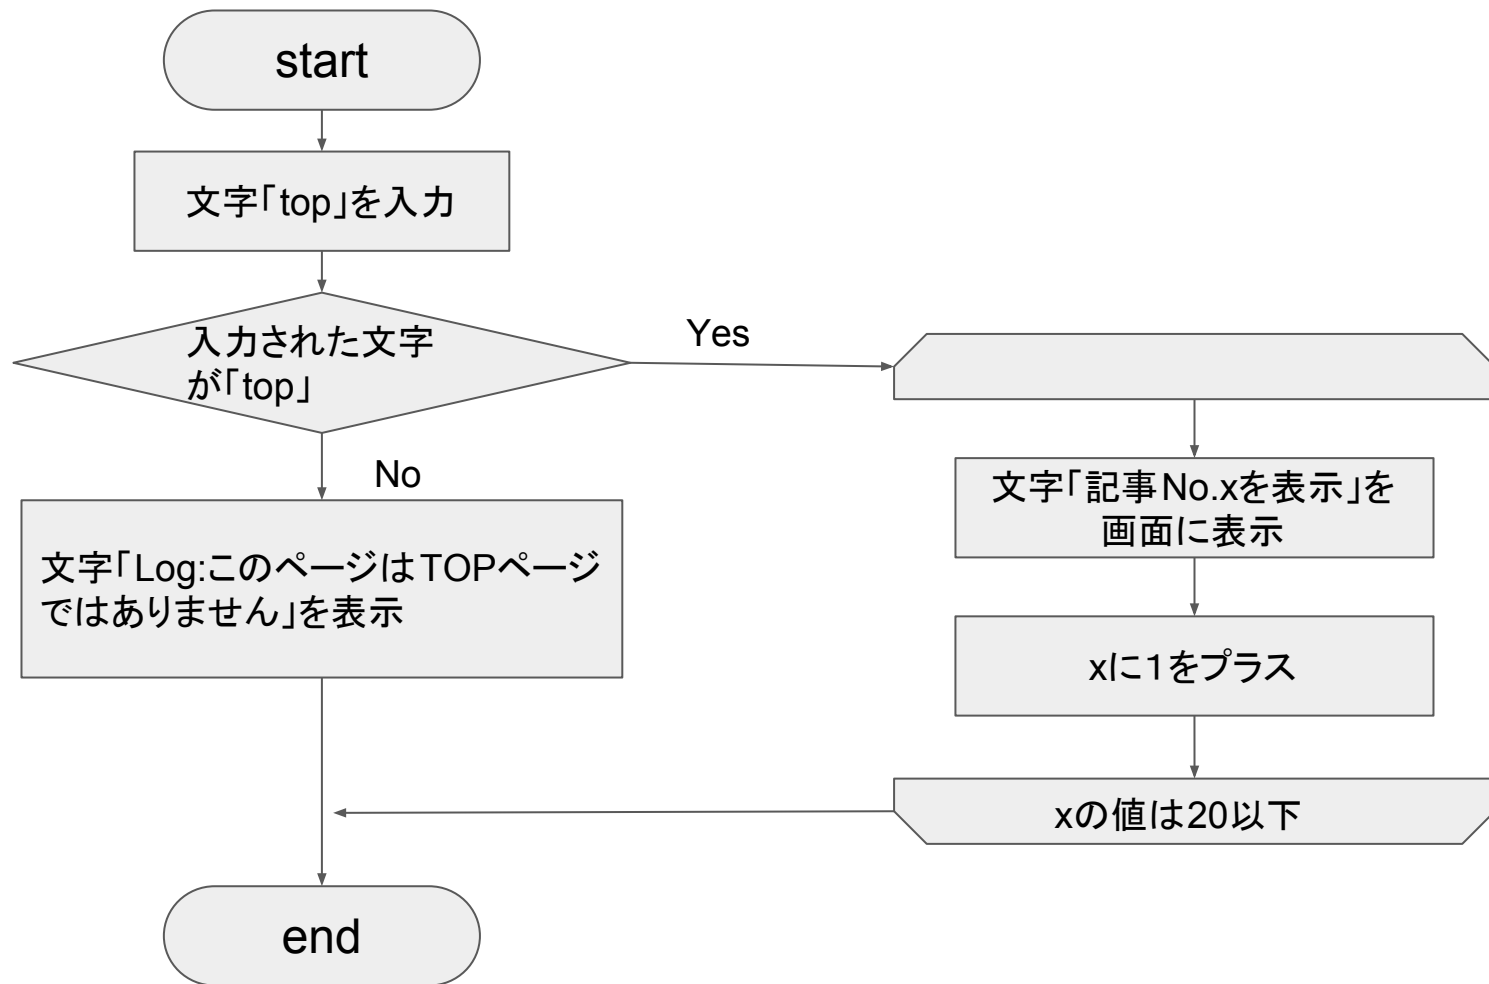 start
文字「top」を入力
入力された文字
が「top」
Yes
No
文字「Log:このページはTOPページ
ではありません」を表示
文字「記事No.xを表示」を
画面に表示
xに1をプラス
xの値は20以下
end